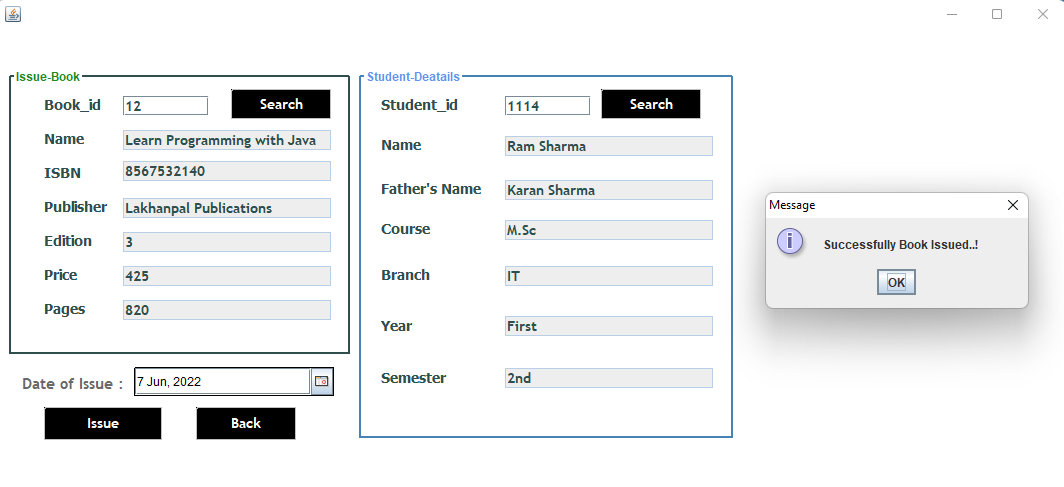 Issue-Book
Book_id 12 Search
Name Learn Programming with Java
ISBN 8567532140
Publisher Lakhanpal Publications
Edition 3
Price 425
Pages 820
Date of Issue : 7 Jun, 2022
Issue Back
Student-Deatails
Student_id 1114 Search
Name Ram Sharma
Father's Name Karan Sharma
Course M.Sc
Branch IT
Year First
Semester 2nd
Message
Successfully Book Issued..!
OK